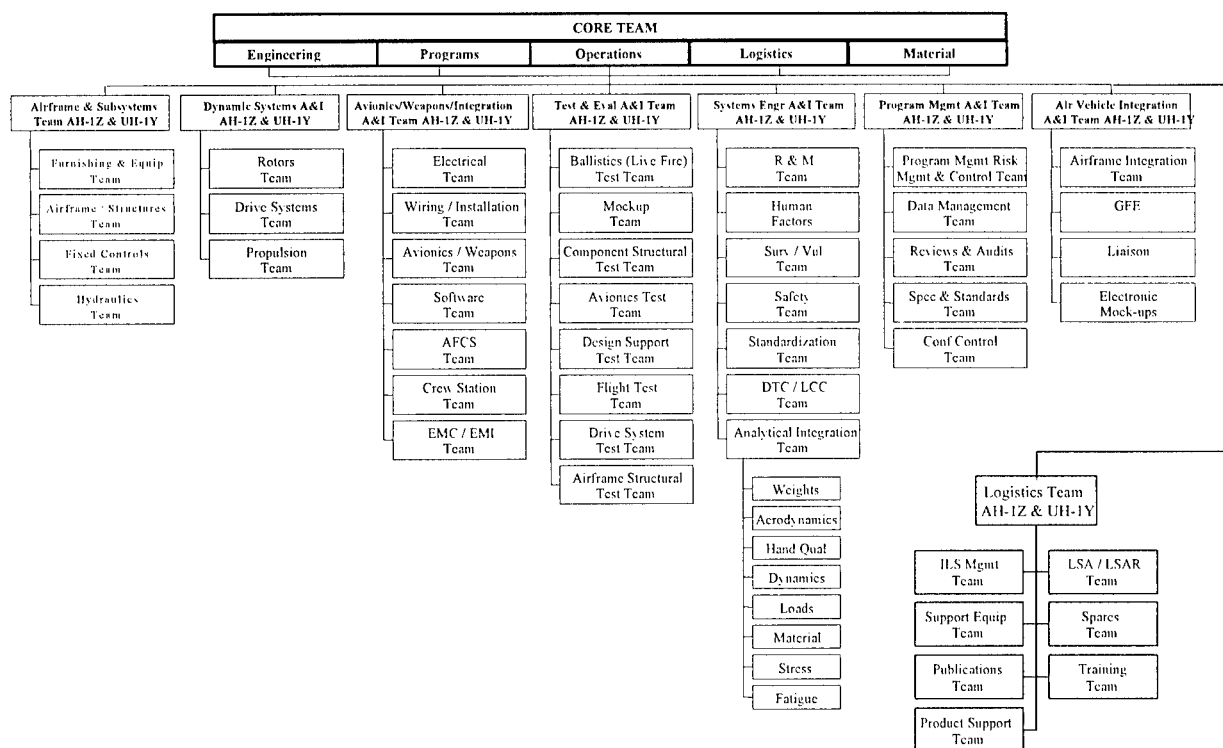 CORE TEAM
Engineering
Programs
Operations
Logistics
Material
Airframe & Subsystems
Team AH-1Z & UH-1Y
Furnishing & Equip
Team
Airframe / Structures
Team
Fixed Controls
Team
Hydraulics
Team
Dynamic Systems A&I
AH-1Z & UH-1Y
Rotors
Team
Drive Systems
Team
Propulsion
Team
Avionics/Weapons/Integration
A&I Team AH-1Z & UH-1Y
Electrical
Team
Wiring / Installation
Team
Avionics / Weapons
Team
Software
Team
AFCS
Team
Crew Station
Team
EMC / EMI
Team
Test & Eval A&I Team
AH-1Z & UH-1Y
Ballistics (Live Fire)
Test Team
Mockup
Team
Component Structural
Test Team
Avionics Test
Team
Design Support
Test Team
Flight Test
Team
Drive System
Test Team
Airframe Structural
Test Team
Systems Engr A&I Team
AH-1Z & UH-1Y
R & M
Team
Human
Factors
Surv / Vul
Team
Safety
Team
Standardization
Team
DTC / LCC
Team
Analytical Integration
Team
Weights
Aerodynamics
Hand Qual
Dynamics
Loads
Material
Stress
Fatigue
Program Mgmt A&I Team
AH-1Z & UH-1Y
Program Mgmt Risk
Mgmt & Control Team
Data Management
Team
Reviews & Audits
Team
Spec & Standards
Team
Conf Control
Team
Air Vehicle Integration
A&I Team AH-1Z & UH-1Y
Airframe Integration
Team
GFE
Liaison
Electronic
Mock-ups
Logistics Team
AH-1Z & UH-1Y
ILS Mgmt
Team
LSA / LSAR
Team
Support Equip
Team
Spares
Team
Publications
Team
Training
Team
Product Support
Team